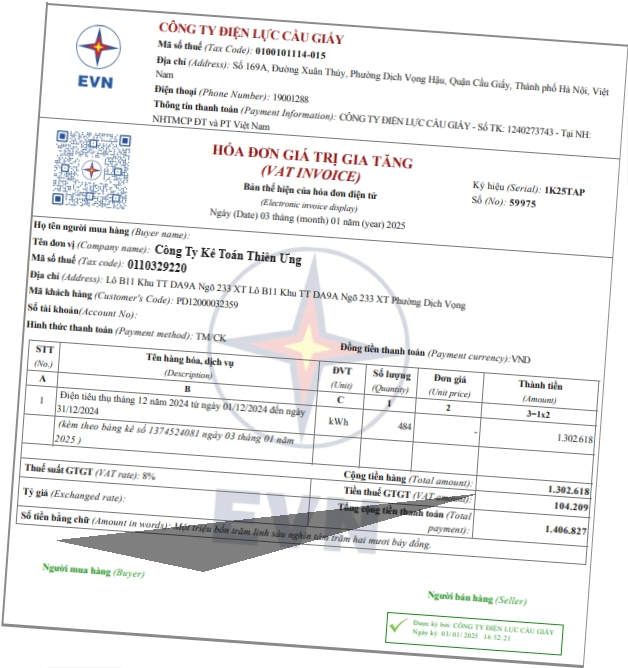 EVN
CÔNG TY ĐIỆN LỰC CẦU GIẤY
Mã số thuế (Tax Code): 0100101114-015
Địa chỉ (Address): Số 169A, Đường Xuân Thủy, Phường Dịch Vọng Hậu, Quận Cầu Giấy, Thành phố Hà Nội, Việt
Nam
Điện thoại (Phone Number): 19001288
Thông tin thanh toán (Payment Information): CÔNG TY ĐIỆN LỰC CẦU GIẤY - Số TK: 1240273743 - Tại NH:
NHTMCP ĐT và PT Việt Nam
HÓA ĐƠN GIÁ TRỊ GIA TĂNG
(VAT INVOICE)
Bản thể hiện của hóa đơn điện tử
(Electronic invoice display)
Ngày (Date) 03 tháng (month) 01 năm (year) 2025
Ký hiệu (Serial): 1K25TAP
Số (No): 59975
Họ tên người mua hàng (Buyer name):
Tên đơn vị (Company name): Công Ty Kê Toán Thiên Ưng
Mã số thuế (Tax code): 0110329220
Địa chỉ (Address): Lô B11 Khu TT DA9A Ngõ 233 XT Lô B11 Khu TT DA9A Ngõ 233 XT Phường Dịch Vọng
Mã khách hàng (Customer's Code): PD12000032359
Số tài khoản(Account No):
Hình thức thanh toán (Payment method): TM/CK
Đồng tiền thanh toán (Payment currency):VND
STT (No.) Tên hàng hóa, dịch vụ (Description) ĐVT (Unit) Số lượng (Quantity) Đơn giá (Unit price) Thành tiền (Amount)
A B C 1 2 3=1x2
1 Điện tiêu thụ tháng 12 năm 2024 từ ngày 01/12/2024 đến ngày
31/12/2024 kWh 484 - 1.302.618
(kèm theo bảng kê số 1374524081 ngày 03 tháng 01 năm
2025 )
Cộng tiền hàng (Total amount): 1.302.618
Thuế suất GTGT (VAT rate): 8% Tiền thuế GTGT (VAT amount): 104.209
Tỷ giá (Exchanged rate): Tổng cộng tiền thanh toán (Total
payment): 1.406.827
Số tiền bằng chữ (Amount in words): Một triệu bốn trăm linh sáu nghìn tám trăm hai mươi bảy đồng.
EVN
Người mua hàng (Buyer)
Người bán hàng (Seller)
Được ký bởi: CÔNG TY ĐIỆN LỰC CẦU GIẤY
Ngày ký: 03/01/2025 16:52:21